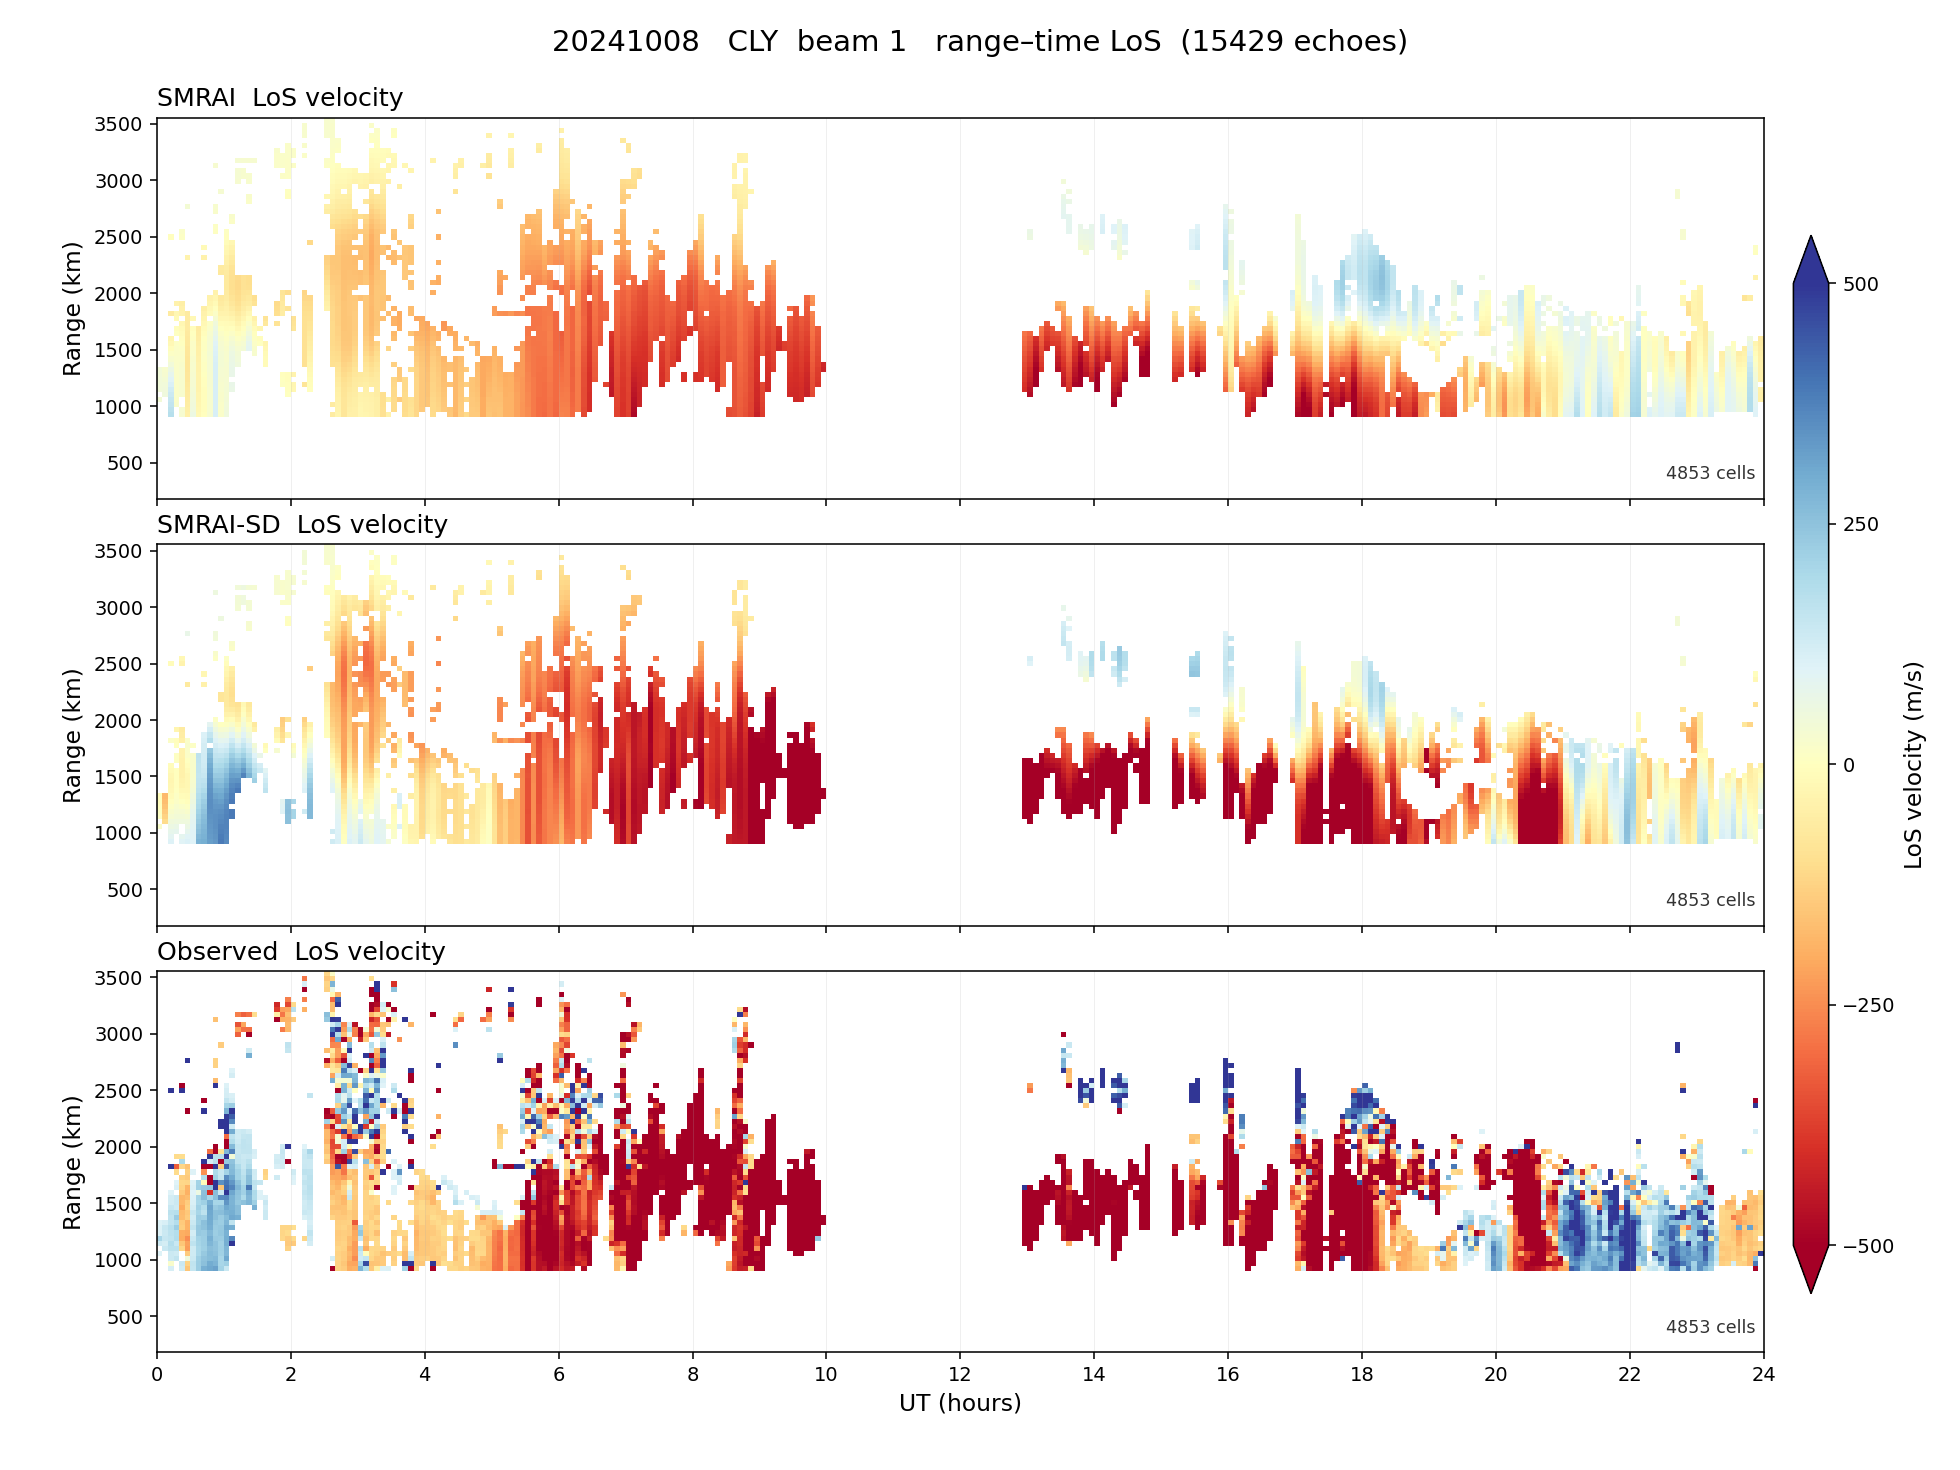 20241008   CLY  beam 1   range–time LoS  (15429 echoes)
SMRAI  LoS velocity
3500
3000
2500
2000
1500
1000
500
Range (km)
4853 cells
SMRAI-SD  LoS velocity
3500
3000
2500
2000
1500
1000
500
Range (km)
4853 cells
Observed  LoS velocity
3500
3000
2500
2000
1500
1000
500
Range (km)
4853 cells
0 2 4 6 8 10 12 14 16 18 20 22 24
UT (hours)
500
250
0
−250
−500
LoS velocity (m/s)